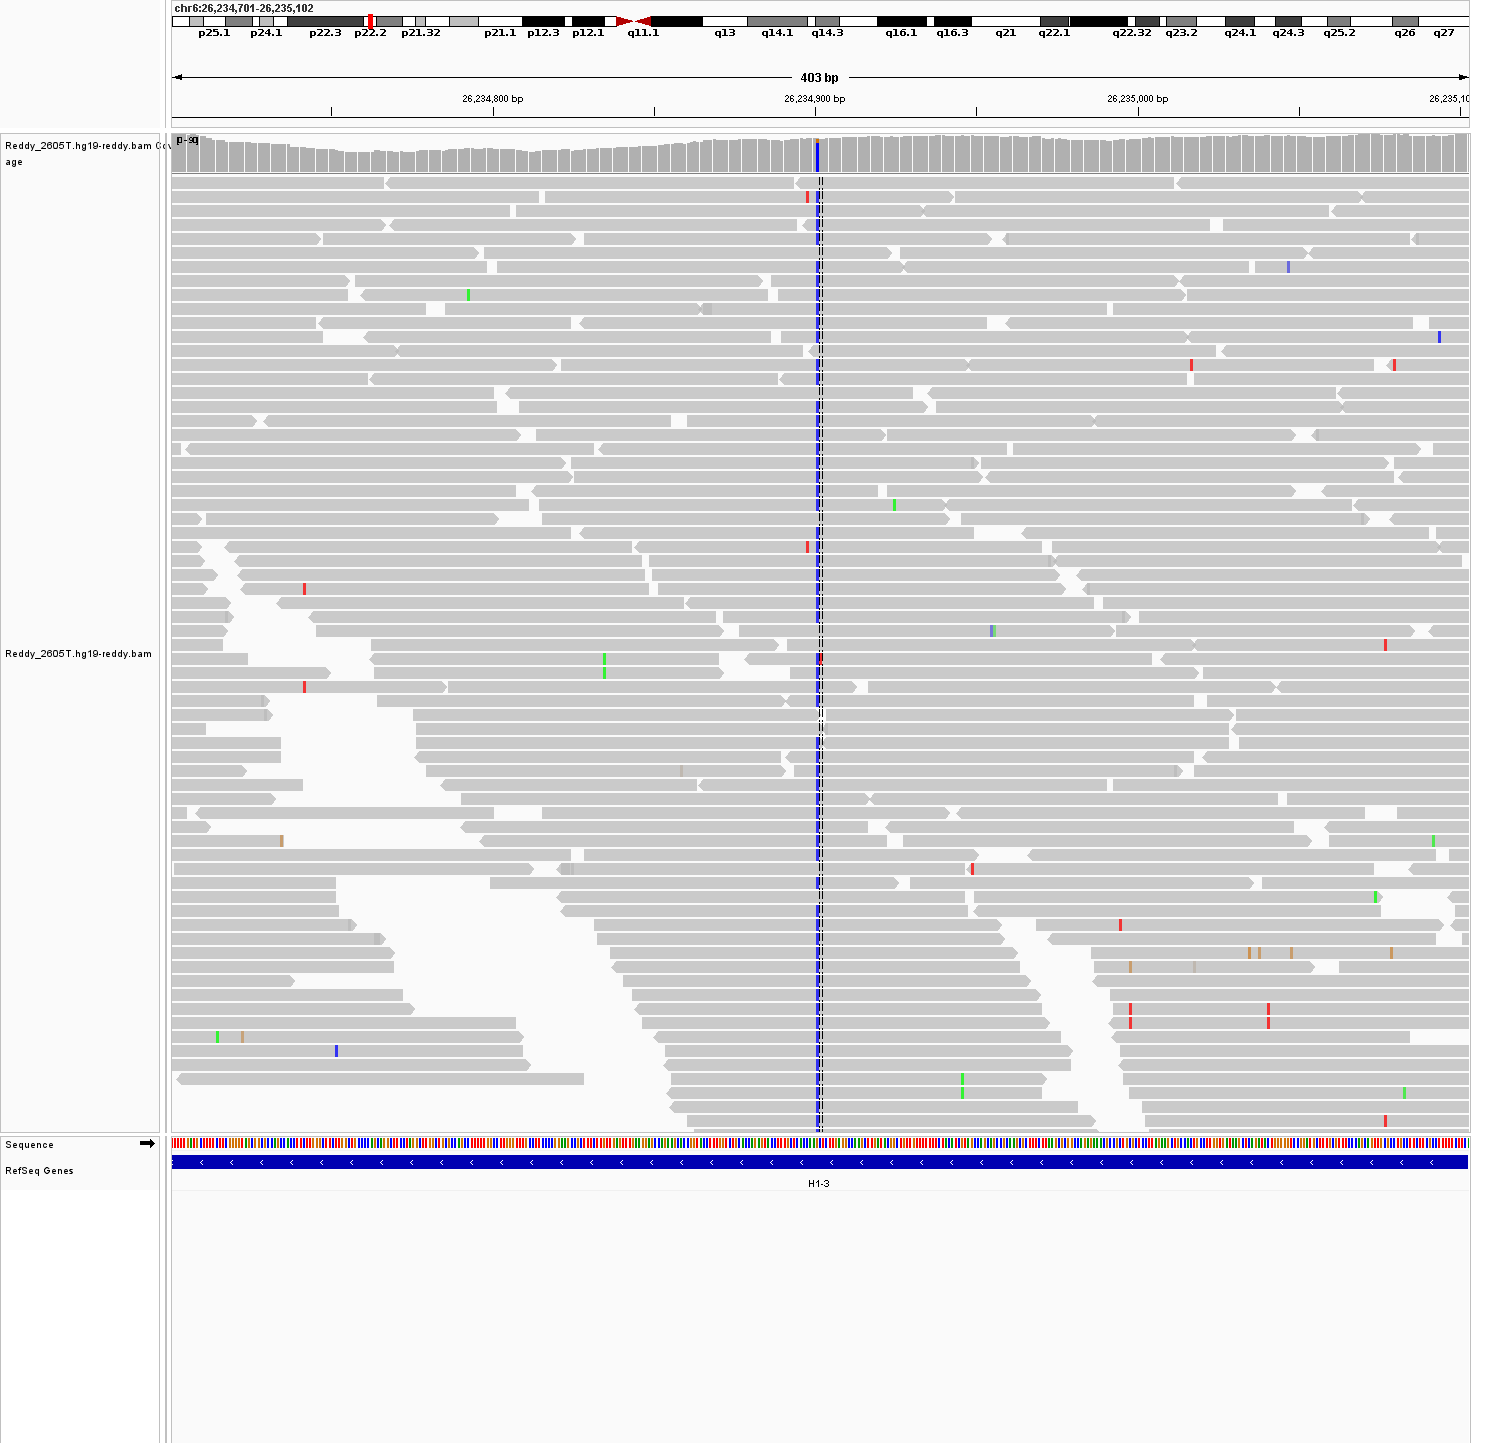 chr6:26,234,701-26,235,102
p25.1 p24.1 p22.3 p22.2 p21.32 p21.1 p12.3 p12.1 q11.1 q13 q14.1 q14.3 q16.1 q16.3 q21 q22.1 q22.32 q23.2 q24.1 q24.3 q25.2 q26 q27
403 bp
26,234,800 bp 26,234,900 bp 26,235,000 bp 26,235,10
Reddy_2605T.hg19-reddy.bam Cov
age
Reddy_2605T.hg19-reddy.bam
Sequence
RefSeq Genes
H1-3